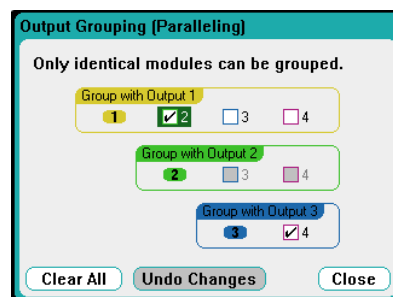 Output Grouping (Paralleling)
Only identical modules can be grouped.
Group with Output 1
1 2 3 4
Group with Output 2
2 3 4
Group with Output 3
3 4
Clear All Undo Changes Close